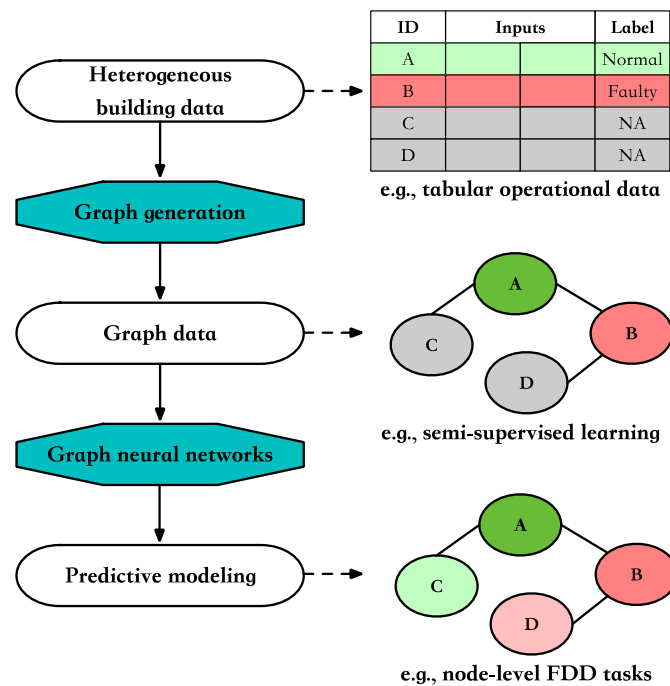 Heterogeneous
building data
Graph generation
Graph data
Graph neural networks
Predictive modeling
ID Inputs Label
A Normal
B Faulty
C NA
D NA
e.g., tabular operational data
A
B
C
D
e.g., semi-supervised learning
A
B
C
D
e.g., node-level FDD tasks